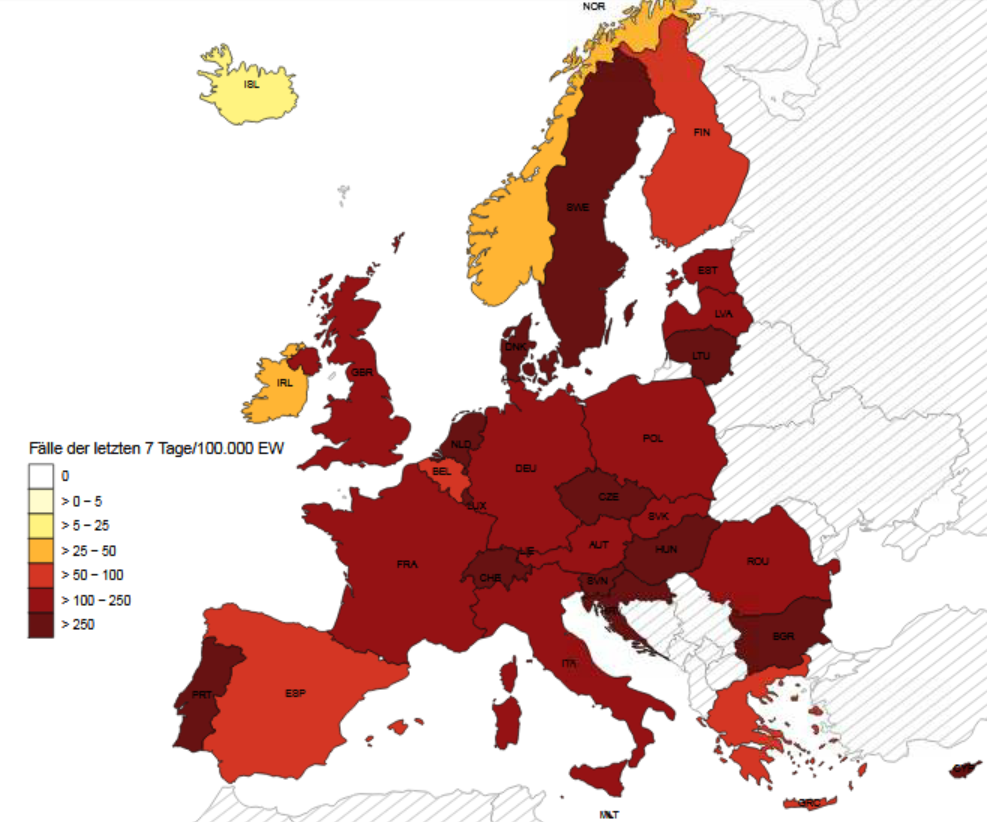 NOR
ISL
FIN
SWE
EST
LVA
DNK
LTU
GBR
IRL
Fälle der letzten 7 Tage/100.000 EW
0
> 0 – 5
> 5 – 25
> 25 – 50
> 50 – 100
> 100 – 250
> 250
NLD
POL
BEL
DEU
LUX
CZE
SVK
LIE
AUT
HUN
FRA
CHE
ROU
SVN
BGR
ITA
PRT
ESP
CYP
GRC
MLT